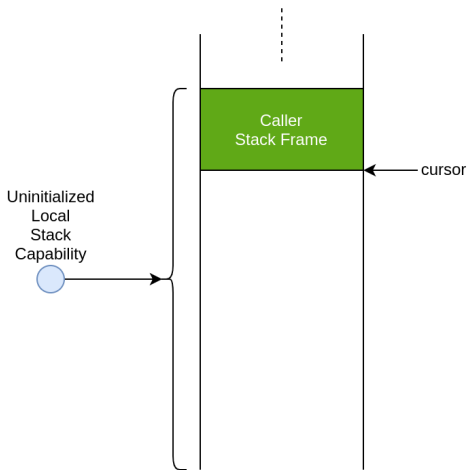 Caller
Stack Frame
cursor
Uninitialized
Local
Stack
Capability